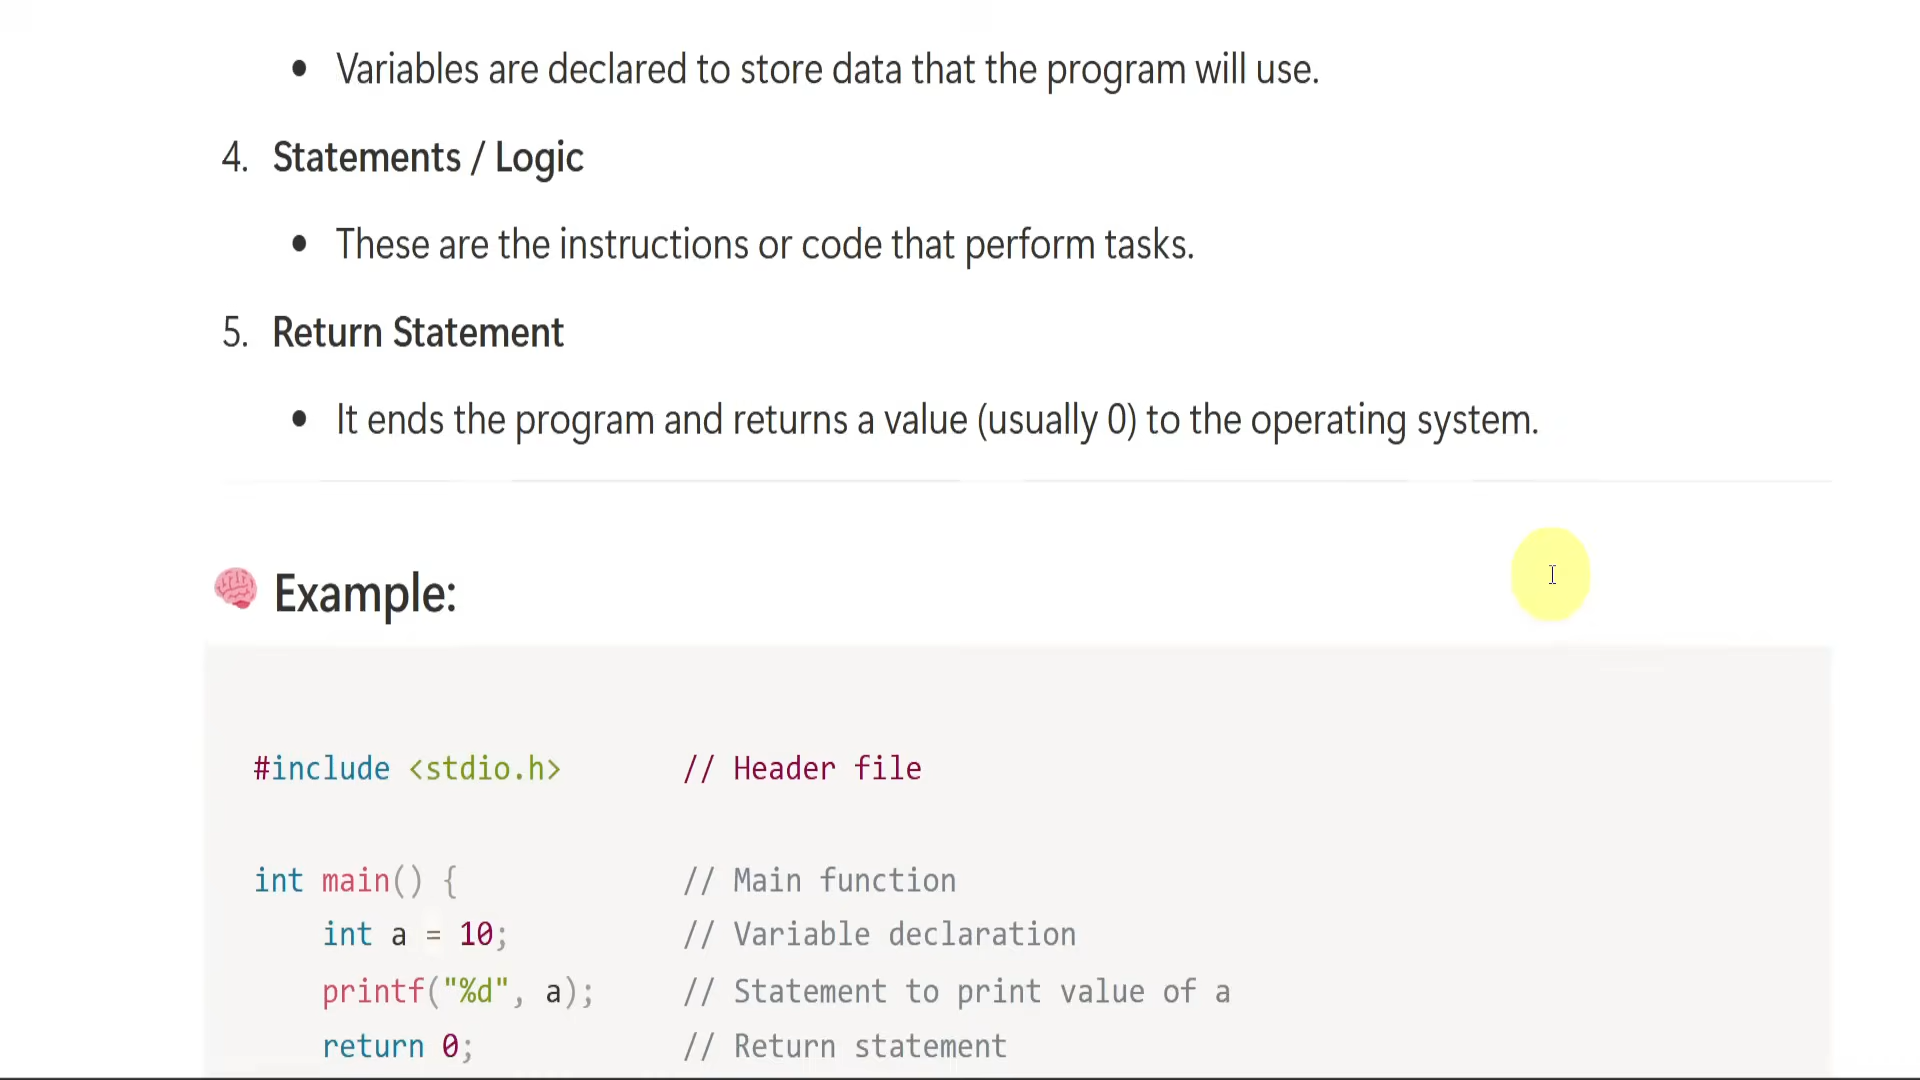 • Variables are declared to store data that the program will use.
4. Statements / Logic
• These are the instructions or code that perform tasks.
5. Return Statement
• It ends the program and returns a value (usually 0) to the operating system.
🧠 Example:
#include <stdio.h>       // Header file
int main() {             // Main function
    int a = 10;          // Variable declaration
    printf("%d", a);     // Statement to print value of a
    return 0;            // Return statement